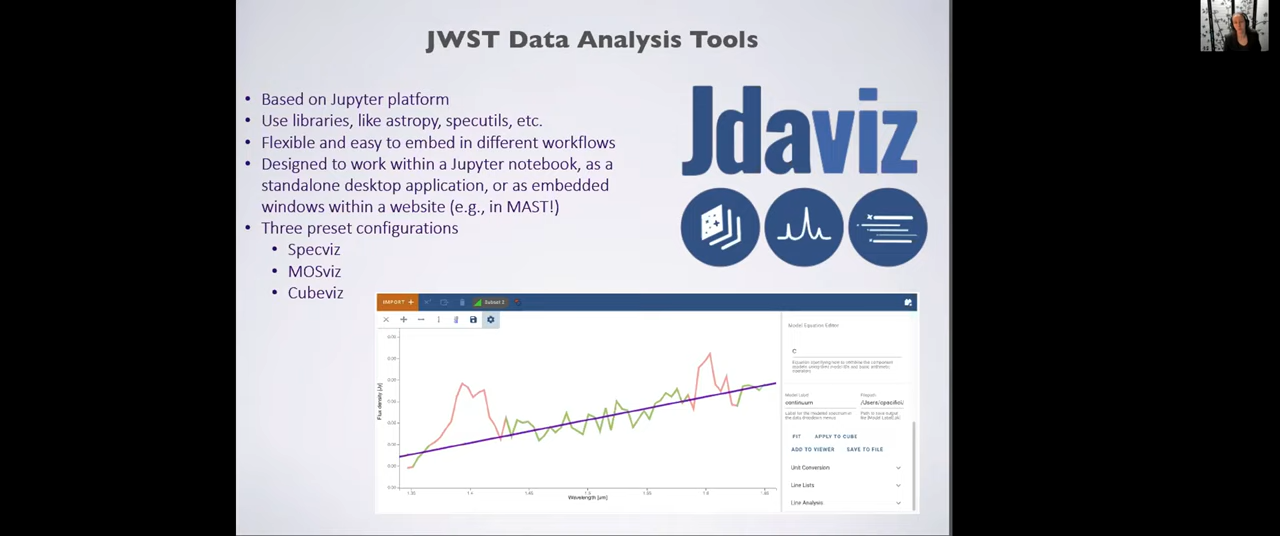 JWST Data Analysis Tools
• Based on Jupyter platform
• Use libraries, like astropy, specutils, etc.
• Flexible and easy to embed in different workflows
• Designed to work within a Jupyter notebook, as a
standalone desktop application, or as embedded
windows within a website (e.g., in MAST!)
• Three preset configurations
• Specviz
• MOSviz
• Cubeviz
Jdaviz
IMPORT +
Subset 2
Model Equation Editor
C
Model Label
continuum
FIT APPLY TO CUBE
ADD TO VIEWER SAVE TO FILE
Unit Conversion
Line Lists
Line Analysis
Flux density [Jy]
Wavelength [μm]